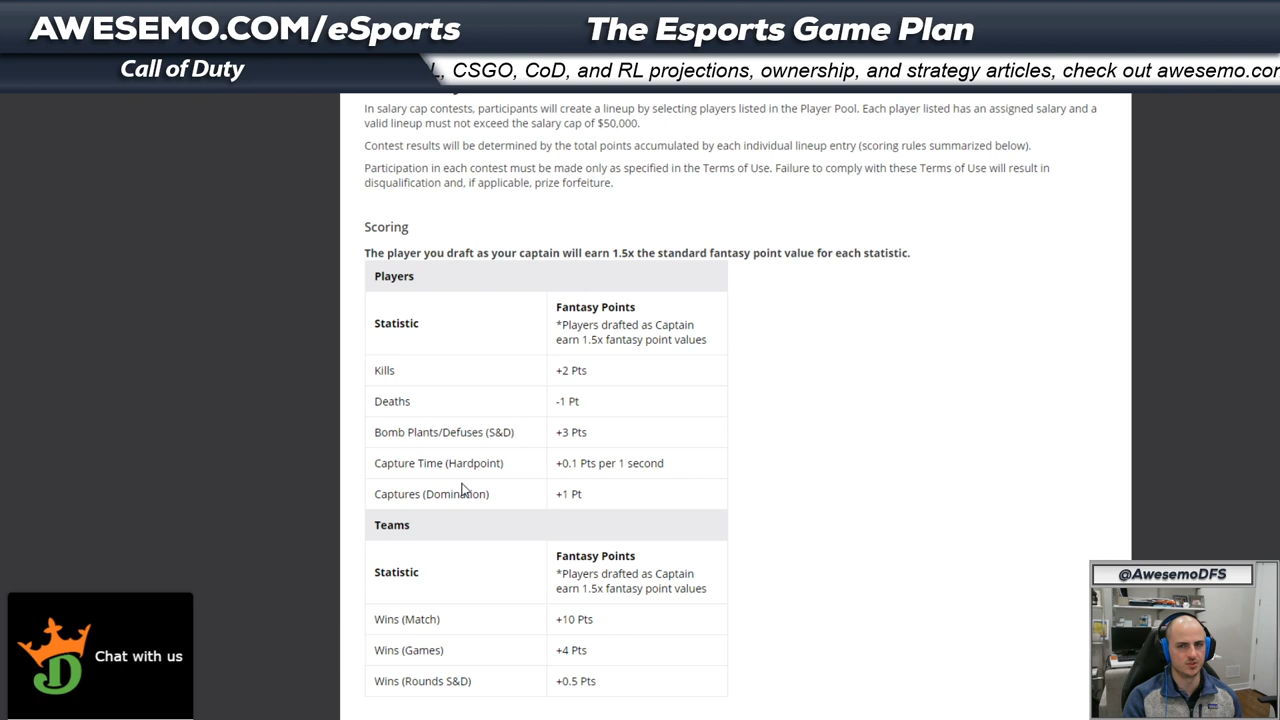 AWESEMO.COM/eSports
The Esports Game Plan
Call of Duty
CSGO, CoD, and RL projections, ownership, and strategy articles, check out awesemo.com
In salary cap contests, participants will create a lineup by selecting players listed in the Player Pool. Each player listed has an assigned salary and a
valid lineup must not exceed the salary cap of $50,000.
Contest results will be determined by the total points accumulated by each individual lineup entry (scoring rules summarized below).
Participation in each contest must be made only as specified in the Terms of Use. Failure to comply with these Terms of Use will result in
disqualification and, if applicable, prize forfeiture.
Scoring
The player you draft as your captain will earn 1.5x the standard fantasy point value for each statistic.
Players
Statistic
Fantasy Points
*Players drafted as Captain
earn 1.5x fantasy point values
Kills
+2 Pts
Deaths
-1 Pt
Bomb Plants/Defuses (S&D)
+3 Pts
Capture Time (Hardpoint)
+0.1 Pts per 1 second
Captures (Domination)
+1 Pt
Teams
Statistic
Fantasy Points
*Players drafted as Captain
earn 1.5x fantasy point values
Wins (Match)
+10 Pts
Wins (Games)
+4 Pts
Wins (Rounds S&D)
+0.5 Pts
Chat with us
@AwesemoDFS